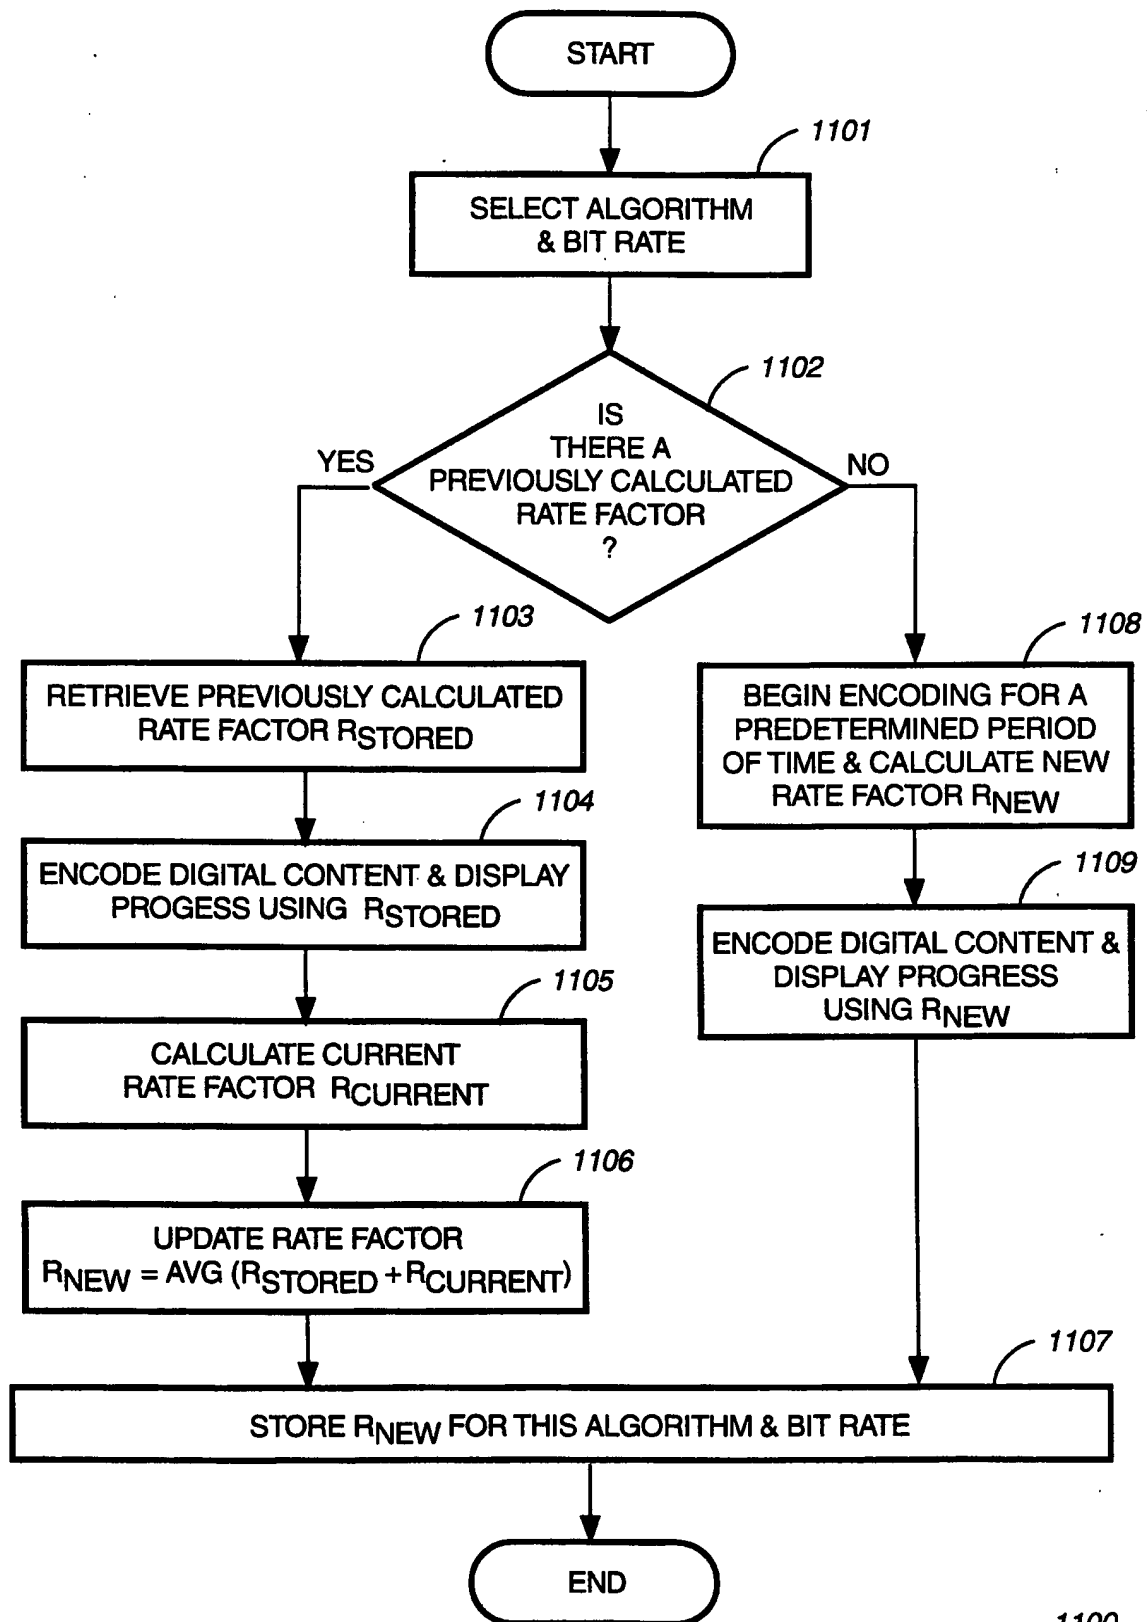 START
1101
SELECT ALGORITHM
& BIT RATE
1102
IS
THERE A
PREVIOUSLY CALCULATED
RATE FACTOR
?
YES
NO
1103
RETRIEVE PREVIOUSLY CALCULATED
RATE FACTOR RSTORED
1104
ENCODE DIGITAL CONTENT & DISPLAY
PROGESS USING RSTORED
1105
CALCULATE CURRENT
RATE FACTOR RCURRENT
1106
UPDATE RATE FACTOR
RNEW = AVG (RSTORED +RCURRENT)
1108
BEGIN ENCODING FOR A
PREDETERMINED PERIOD
OF TIME & CALCULATE NEW
RATE FACTOR RNEW
1109
ENCODE DIGITAL CONTENT &
DISPLAY PROGRESS
USING RNEW
1107
STORE RNEW FOR THIS ALGORITHM & BIT RATE
END
1100